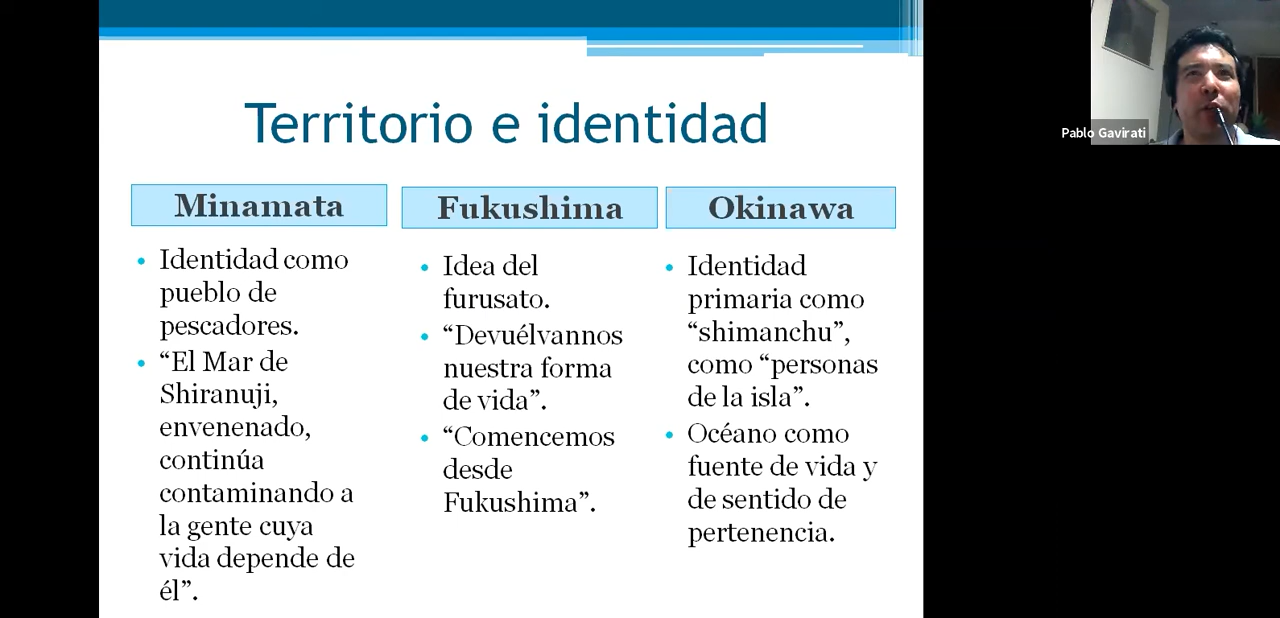 Territorio e identidad
Minamata
Identidad como
pueblo de
pescadores.
“El Mar de
Shiranuji,
envenenado,
continúa
contaminando a
la gente cuya
vida depende de
él”.
Fukushima
Idea del
furusato.
“Devuélvannos
nuestra forma
de vida”.
“Comencemos
desde
Fukushima”.
Okinawa
Identidad
primaria como
“shimanchu”,
como “personas
de la isla”.
Océano como
fuente de vida y
de sentido de
pertenencia.
Pablo Gavirati